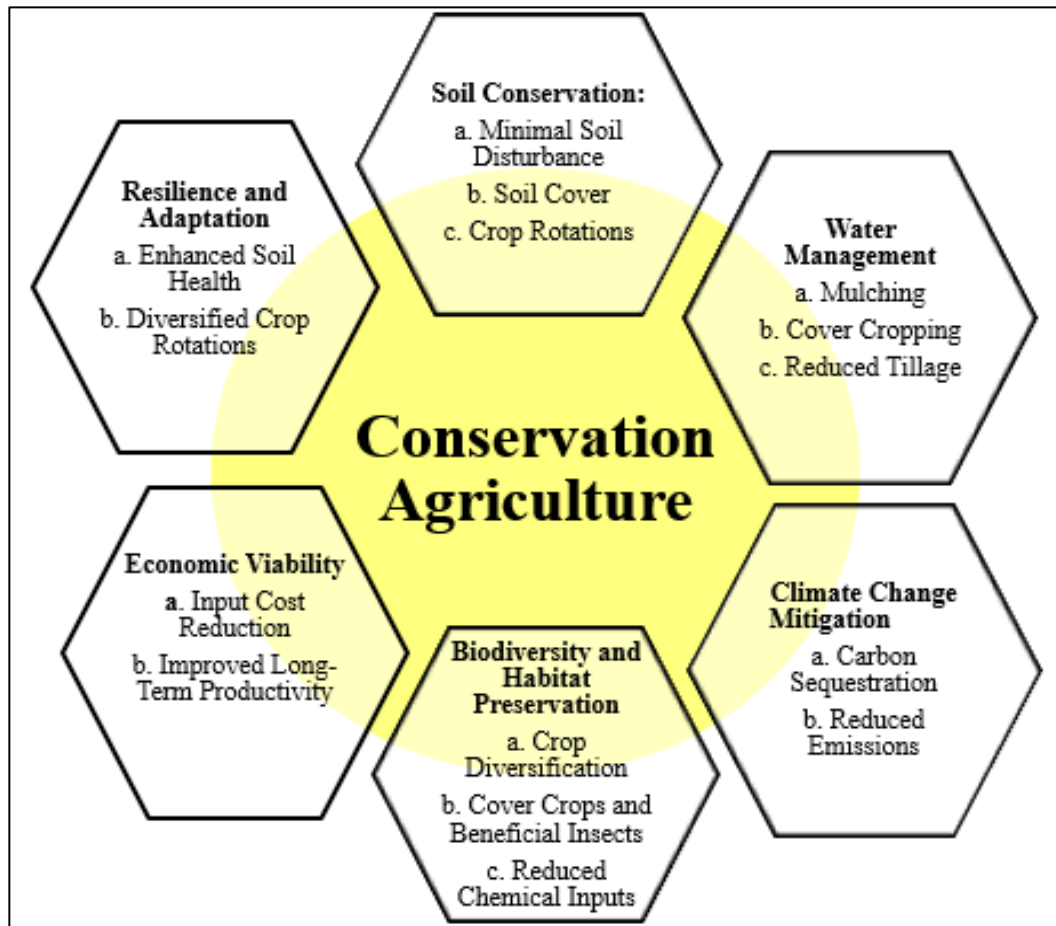 Soil Conservation:
a. Minimal Soil
Disturbance
b. Soil Cover
c. Crop Rotations
Water
Management
a. Mulching
b. Cover Cropping
c. Reduced Tillage
Climate Change
Mitigation
a. Carbon
Sequestration
b. Reduced
Emissions
Biodiversity and
Habitat
Preservation
a. Crop
Diversification
b. Cover Crops and
Beneficial Insects
c. Reduced
Chemical Inputs
Economic Viability
a. Input Cost
Reduction
b. Improved Long-
Term Productivity
Resilience and
Adaptation
a. Enhanced Soil
Health
b. Diversified Crop
Rotations
Conservation
Agriculture